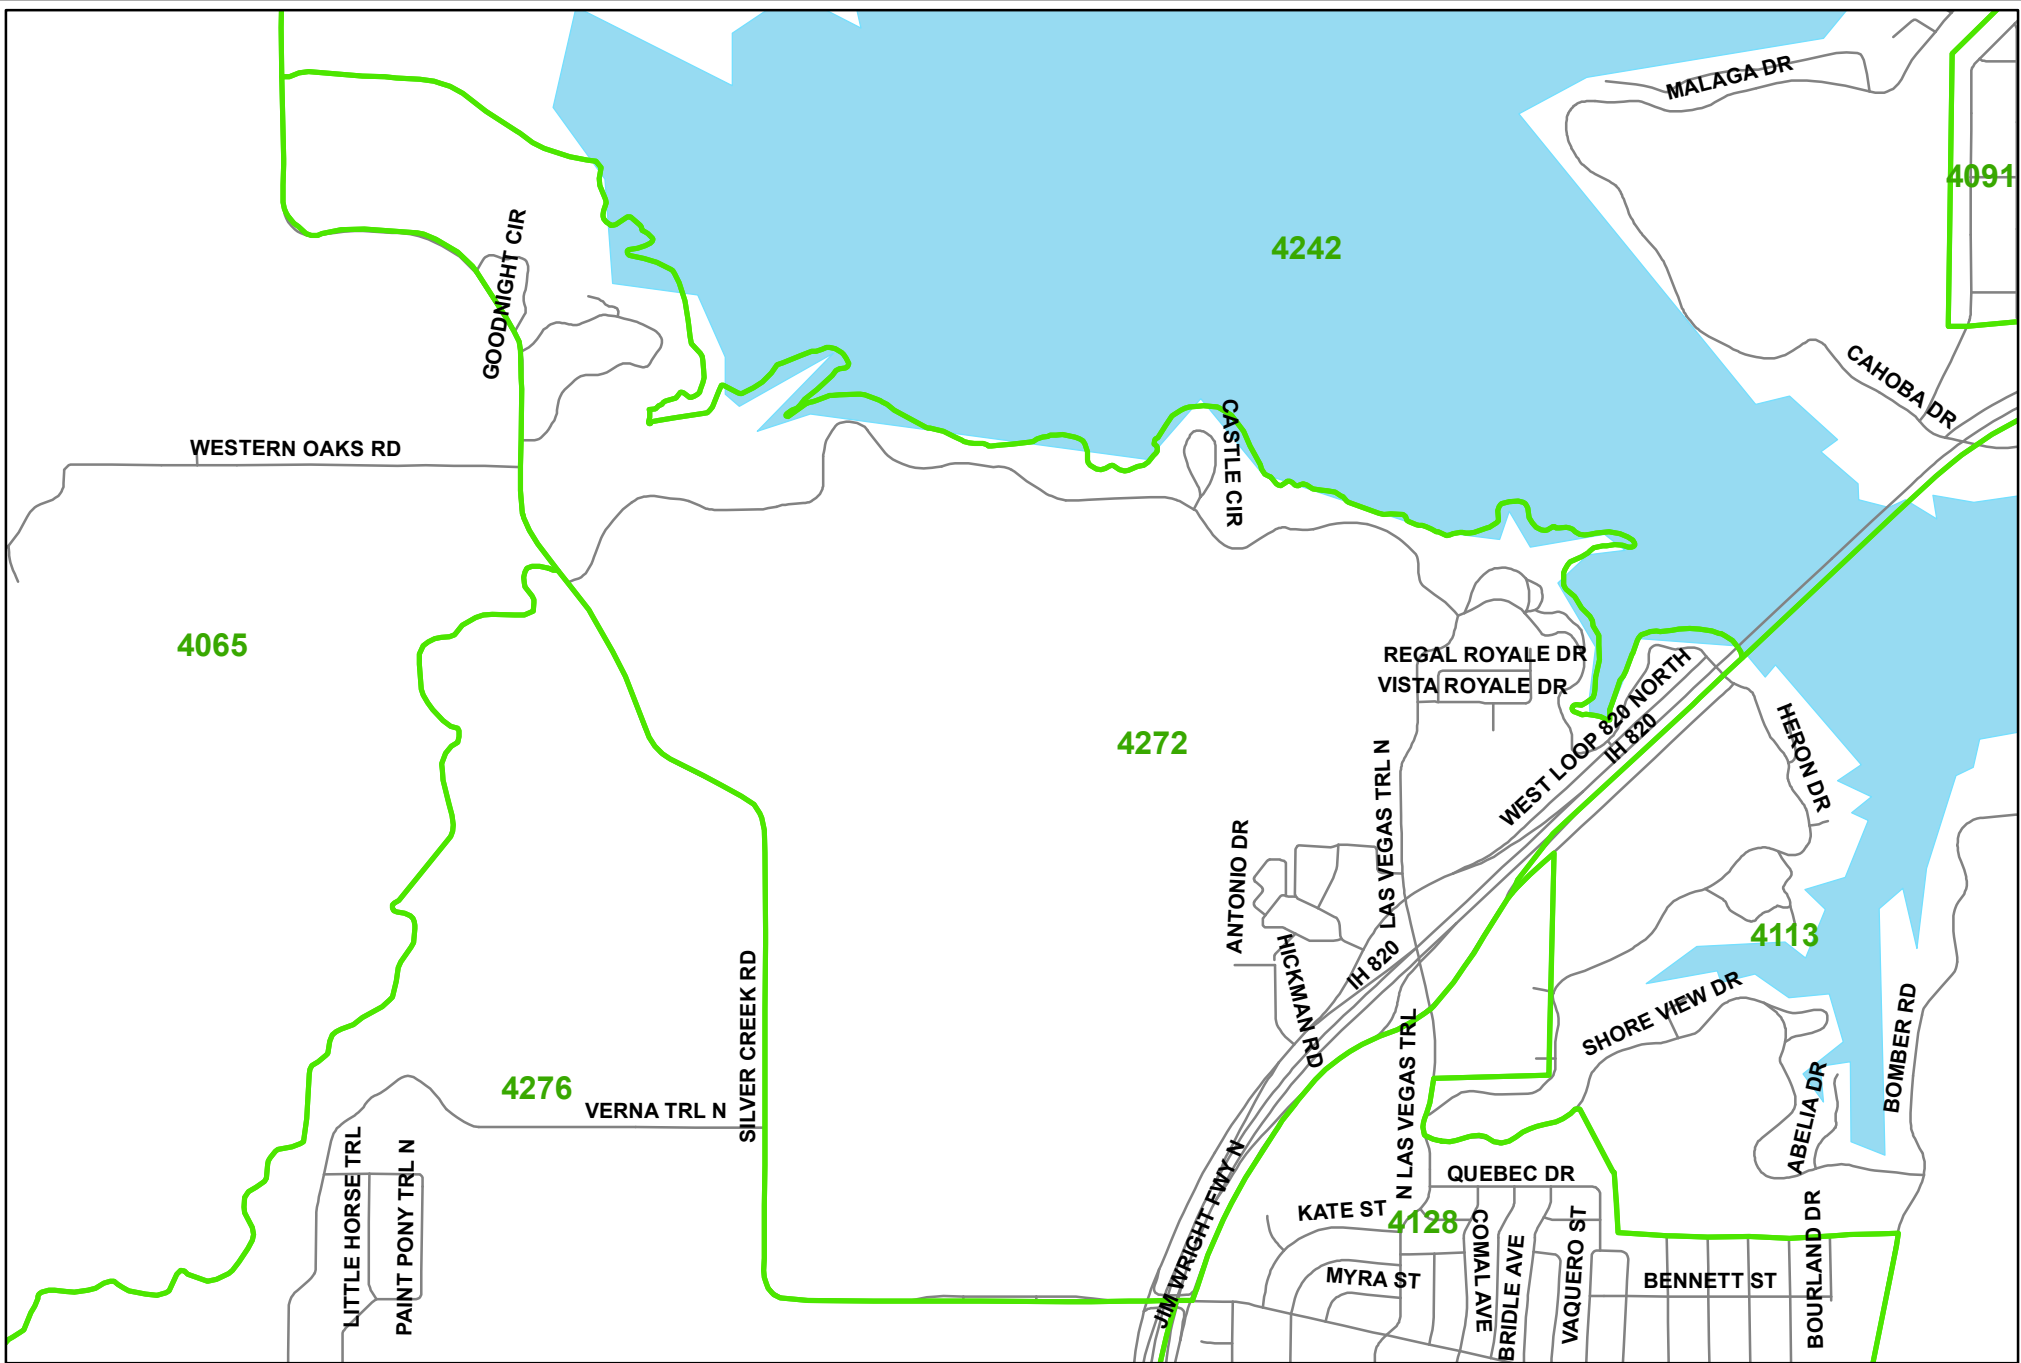 MALAGA DR
4091
4242
GOODNIGHT CIR
CAHOBA DR
WESTERN OAKS RD
CASTLE CIR
4065
REGAL ROYALE DR
VISTA ROYALE DR
WEST LOOP 820 NORTH
IH 820
HERON DR
4272
LAS VEGAS TRL N
ANTONIO DR
HICKMAN RD
IH 820
4113
SHORE VIEW DR
BOMBER RD
SILVER CREEK RD
4276
VERNA TRL N
LITTLE HORSE TRL
PAINT PONY TRL N
N LAS VEGAS TRL
ABELIA DR
JIM WRIGHT FWY N
QUEBEC DR
KATE ST
4128
COMAL AVE
BRIDLE AVE
VAQUERO ST
MYRA ST
BENNETT ST
BOURLAND DR